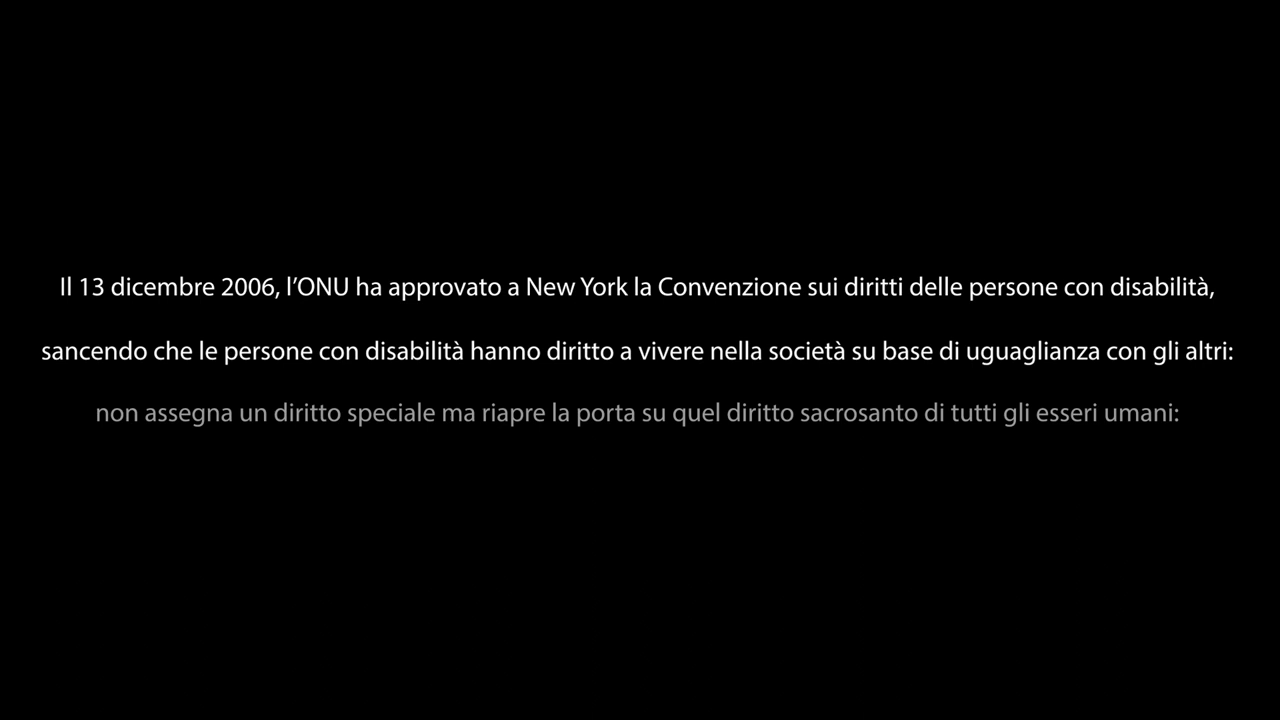 Il 13 dicembre 2006, l’ONU ha approvato a New York la Convenzione sui diritti delle persone con disabilità,
sancendo che le persone con disabilità hanno diritto a vivere nella società su base di uguaglianza con gli altri:
non assegna un diritto speciale ma riapre la porta su quel diritto sacrosanto di tutti gli esseri umani: